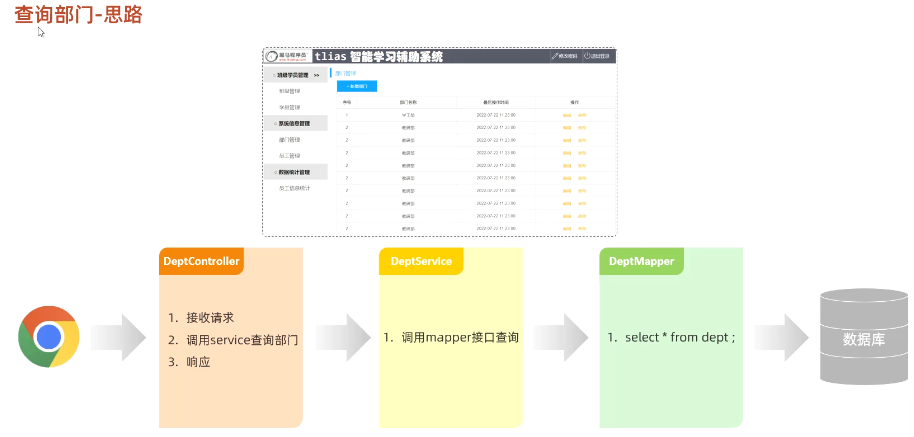 查询部门-思路
黑马程序员
tlias 智能学习辅助系统
修改密码
退出登录
班级学员管理 >>
班级管理
学员管理
系统信息管理
部门管理
员工管理
数据统计管理
员工信息统计
部门管理
+ 新增部门
序号 部门名称 最后操作时间 操作
1 学工部 2022-07-22 11:23:00 编辑 删除
2 教研部 2022-07-22 11:23:00 编辑 删除
2 教研部 2022-07-22 11:23:00 编辑 删除
2 教研部 2022-07-22 11:23:00 编辑 删除
2 教研部 2022-07-22 11:23:00 编辑 删除
2 教研部 2022-07-22 11:23:00 编辑 删除
2 教研部 2022-07-22 11:23:00 编辑 删除
2 教研部 2022-07-22 11:23:00 编辑 删除
2 教研部 2022-07-22 11:23:00 编辑 删除
2 教研部 2022-07-22 11:23:00 编辑 删除
DeptController
1. 接收请求
2. 调用service查询部门
3. 响应
DeptService
1. 调用mapper接口查询
DeptMapper
1. select * from dept ;
数据库